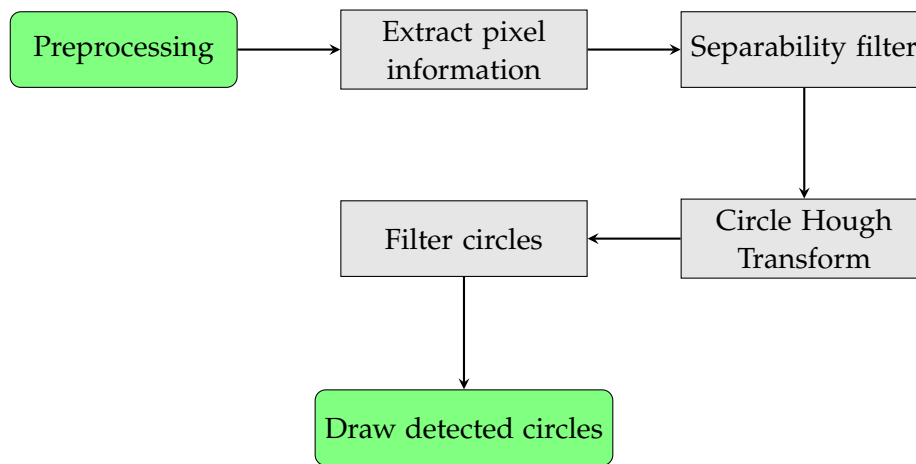 Preprocessing
Extract pixel
information
Separability filter
Circle Hough
Transform
Filter circles
Draw detected circles